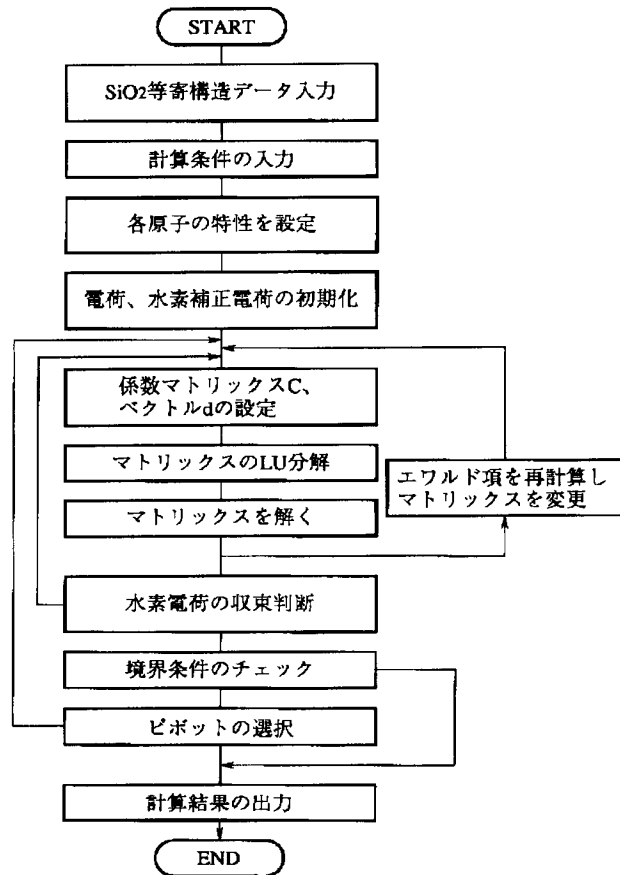 START
SiO2等寄構造データ入力
計算条件の入力
各原子の特性を設定
電荷、水素補正電荷の初期化
係数マトリックスC、
ベクトルdの設定
マトリックスのLU分解
マトリックスを解く
エワルド項を再計算し
マトリックスを変更
水素電荷の収束判断
境界条件のチェック
ピボットの選択
計算結果の出力
END